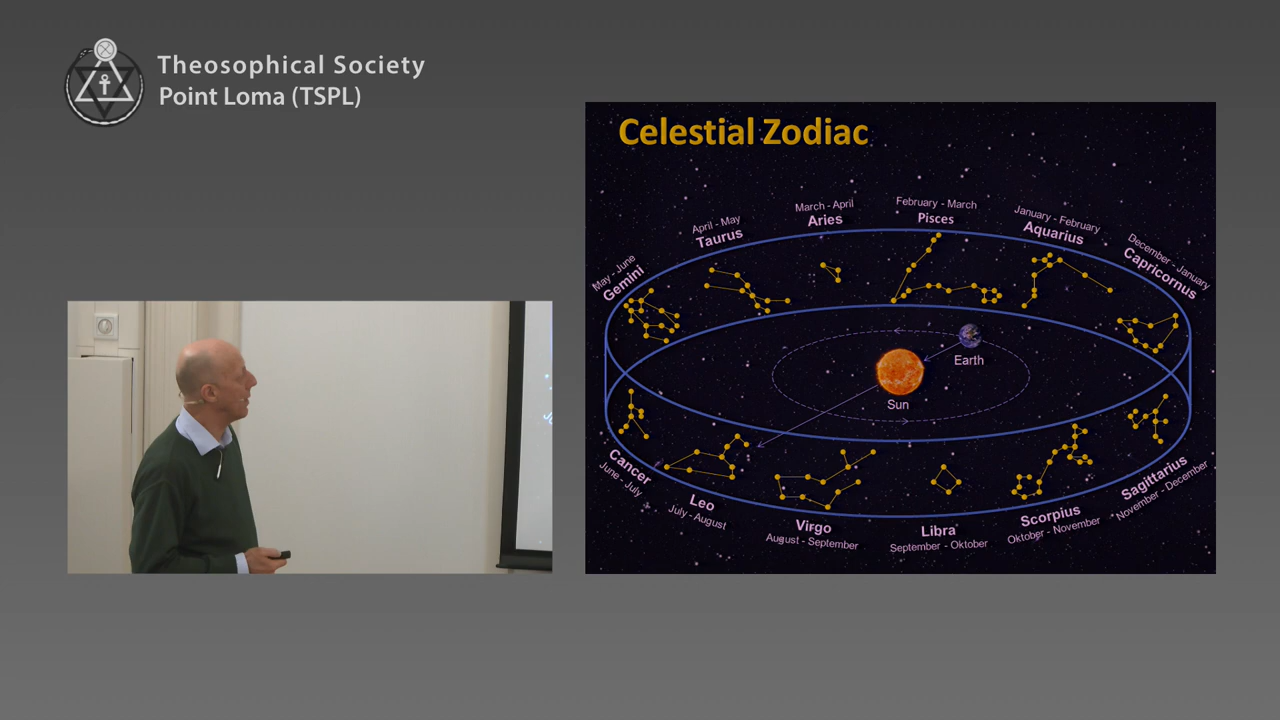 Theosophical Society
Point Loma (TSPL)
Celestial Zodiac
May - June
Gemini
April - May
Taurus
March - April
Aries
February - March
Pisces
January - February
Aquarius
December - January
Capricornus
Earth
Sun
Cancer
June - July
Leo
July - August
Virgo
August - September
Libra
September - Oktober
Scorpius
Oktober - November
Sagittarius
November - December